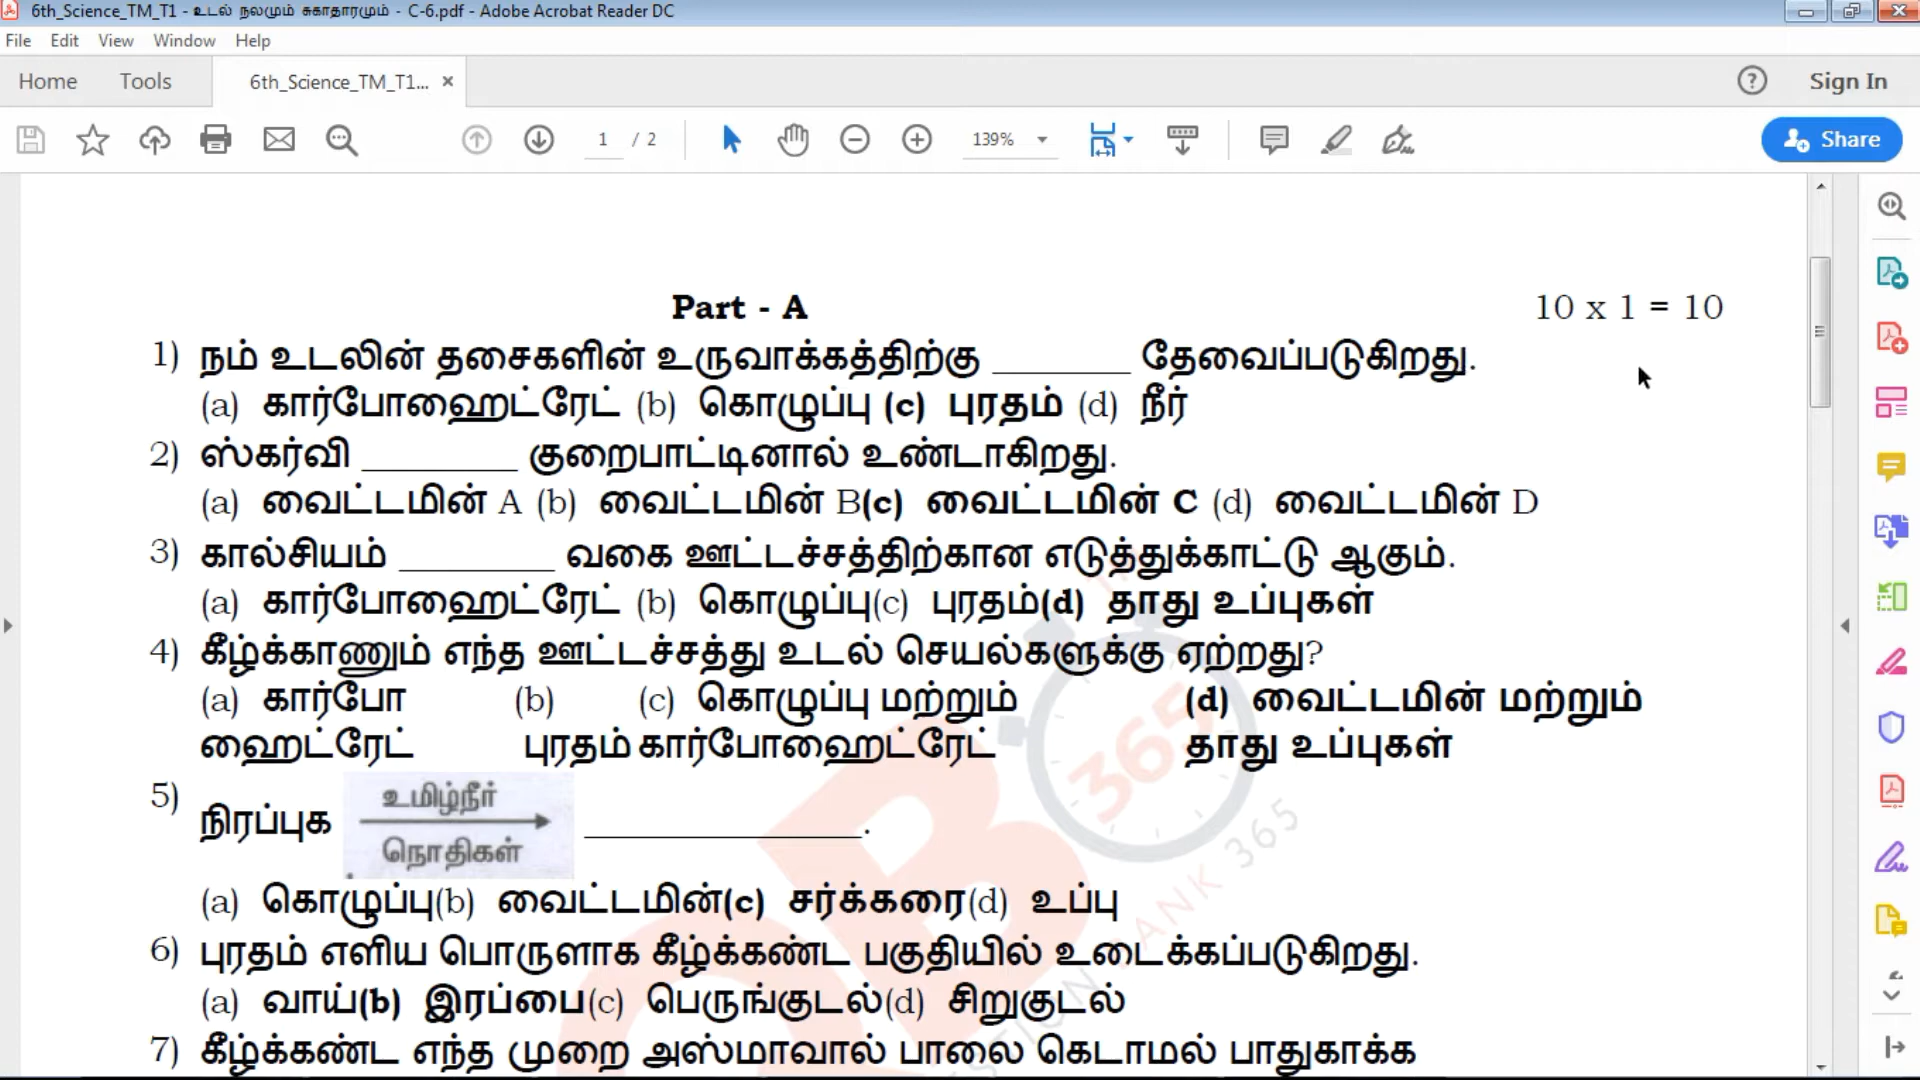 6th_Science_TM_T1 - உடல் நலமும் சுகாதாரமும் - C-6.pdf - Adobe Acrobat Reader DC
File Edit View Window Help
Home Tools 6th_Science_TM_T1... × Sign In
1 / 2 139% Share
Part - A 10 x 1 = 10
1) நம் உடலின் தசைகளின் உருவாக்கத்திற்கு ________ தேவைப்படுகிறது.
(a) கார்போஹைட்ரேட் (b) கொழுப்பு (c) புரதம் (d) நீர்
2) ஸ்கர்வி _________ குறைபாட்டினால் உண்டாகிறது.
(a) வைட்டமின் A (b) வைட்டமின் B(c) வைட்டமின் C (d) வைட்டமின் D
3) கால்சியம் _________ வகை ஊட்டச்சத்திற்கான எடுத்துக்காட்டு ஆகும்.
(a) கார்போஹைட்ரேட் (b) கொழுப்பு(c) புரதம்(d) தாது உப்புகள்
4) கீழ்க்காணும் எந்த ஊட்டச்சத்து உடல் செயல்களுக்கு ஏற்றது?
(a) கார்போ (b) (c) கொழுப்பு மற்றும் (d) வைட்டமின் மற்றும்
ஹைட்ரேட் புரதம் கார்போஹைட்ரேட் தாது உப்புகள்
5) நிரப்புக உமிழ்நீர் ________________.
நொதிகள்
(a) கொழுப்பு(b) வைட்டமின்(c) சர்க்கரை(d) உப்பு
6) புரதம் எளிய பொருளாக கீழ்க்கண்ட பகுதியில் உடைக்கப்படுகிறது.
(a) வாய்(b) இரப்பை(c) பெருங்குடல்(d) சிறுகுடல்
7) கீழ்க்கண்ட எந்த முறை அஸ்மாவால் பாலை கெடாமல் பாதுகாக்க
365